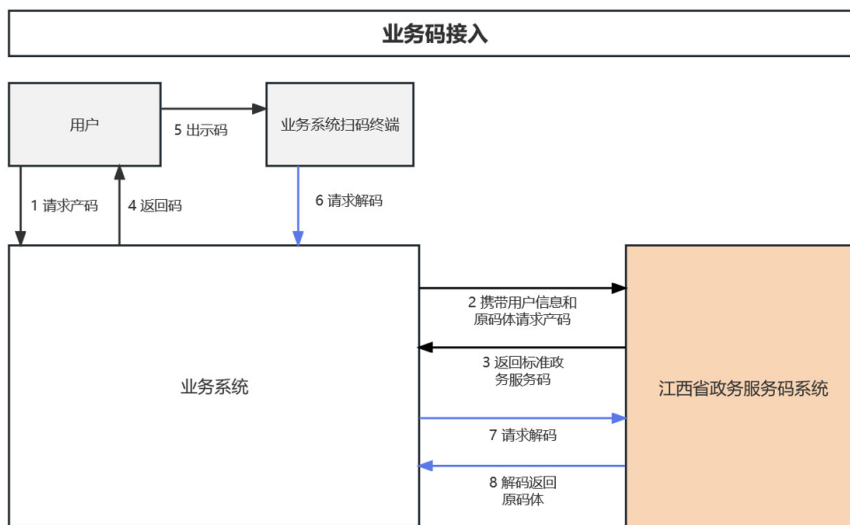 业务码接入
用户
5 出示码
业务系统扫码终端
1 请求产码
4 返回码
6 请求解码
2 携带用户信息和
原码体请求产码
3 返回标准政
务服务码
业务系统
江西省政务服务码系统
7 请求解码
8 解码返回
原码体